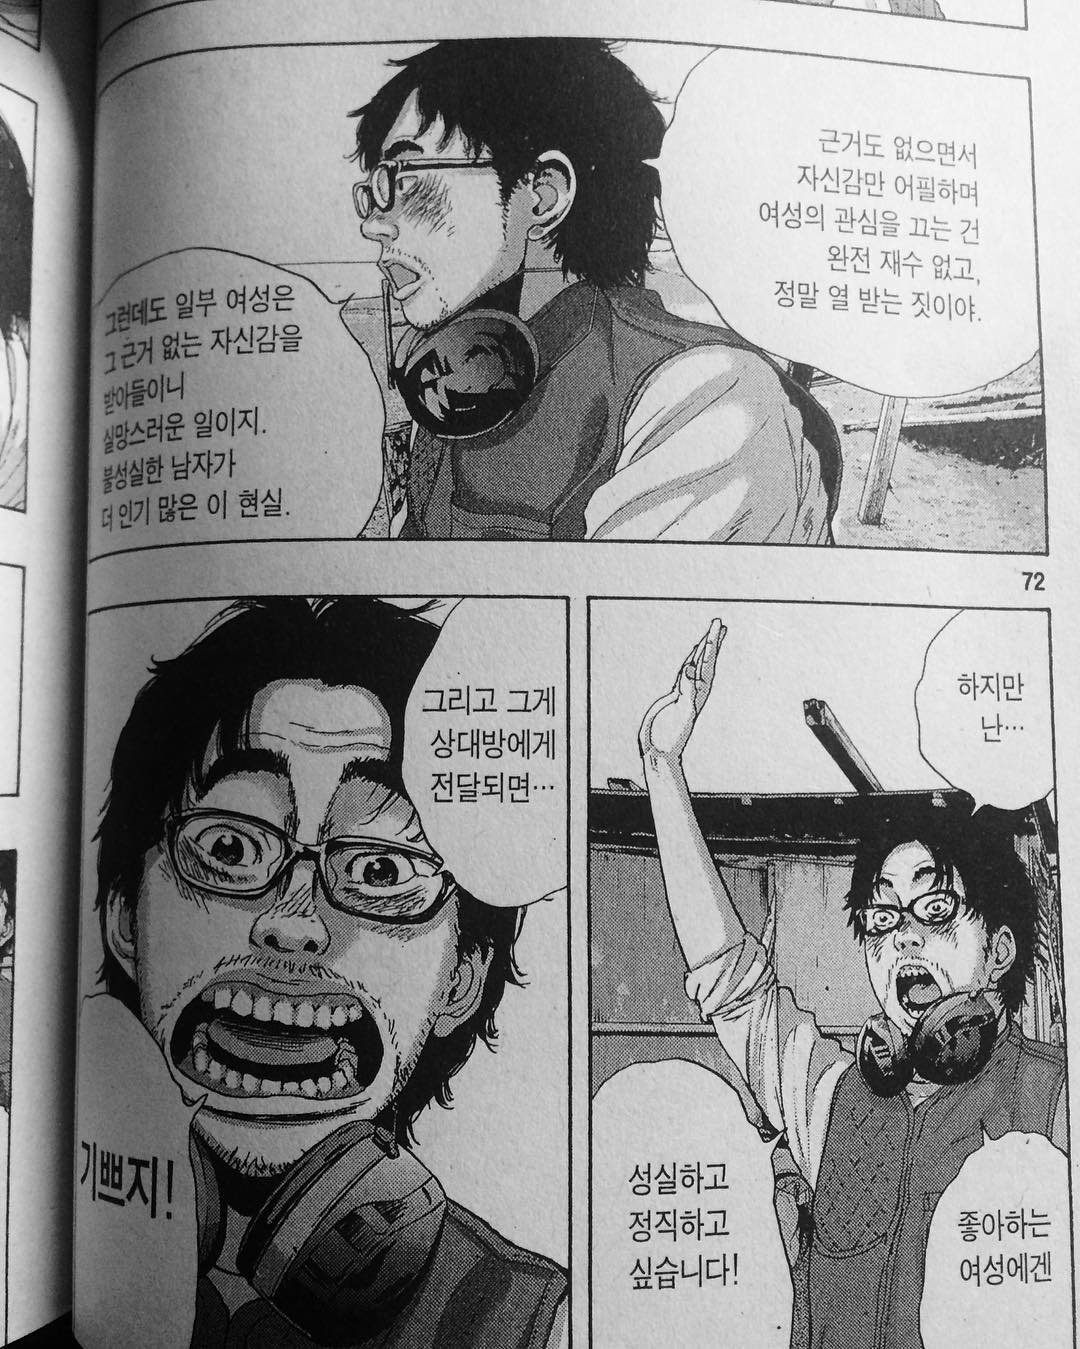 근거도 없으면서
자신감만 어필하며
여성의 관심을 끄는 건
완전 재수 없고,
정말 열 받는 짓이야.
그런데도 일부 여성은
그 근거 없는 자신감을
받아들이니
실망스러운 일이지.
불성실한 남자가
더 인기 많은 이 현실.
72
하지만
난…
좋아하는
여성에겐
성실하고
정직하고
싶습니다!
그리고 그게
상대방에게
전달되면…
기쁘지!